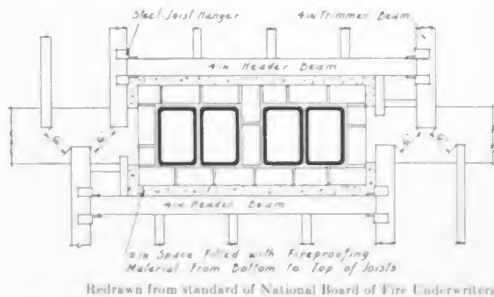 Steel Joist Hanger
4in Trimmer Beam
4in Header Beam
4in Header Beam
2in Space Filled with Fireproofing
Material From Bottom to Top of Joists
Redrawn from standard of National Board of Fire Underwriters